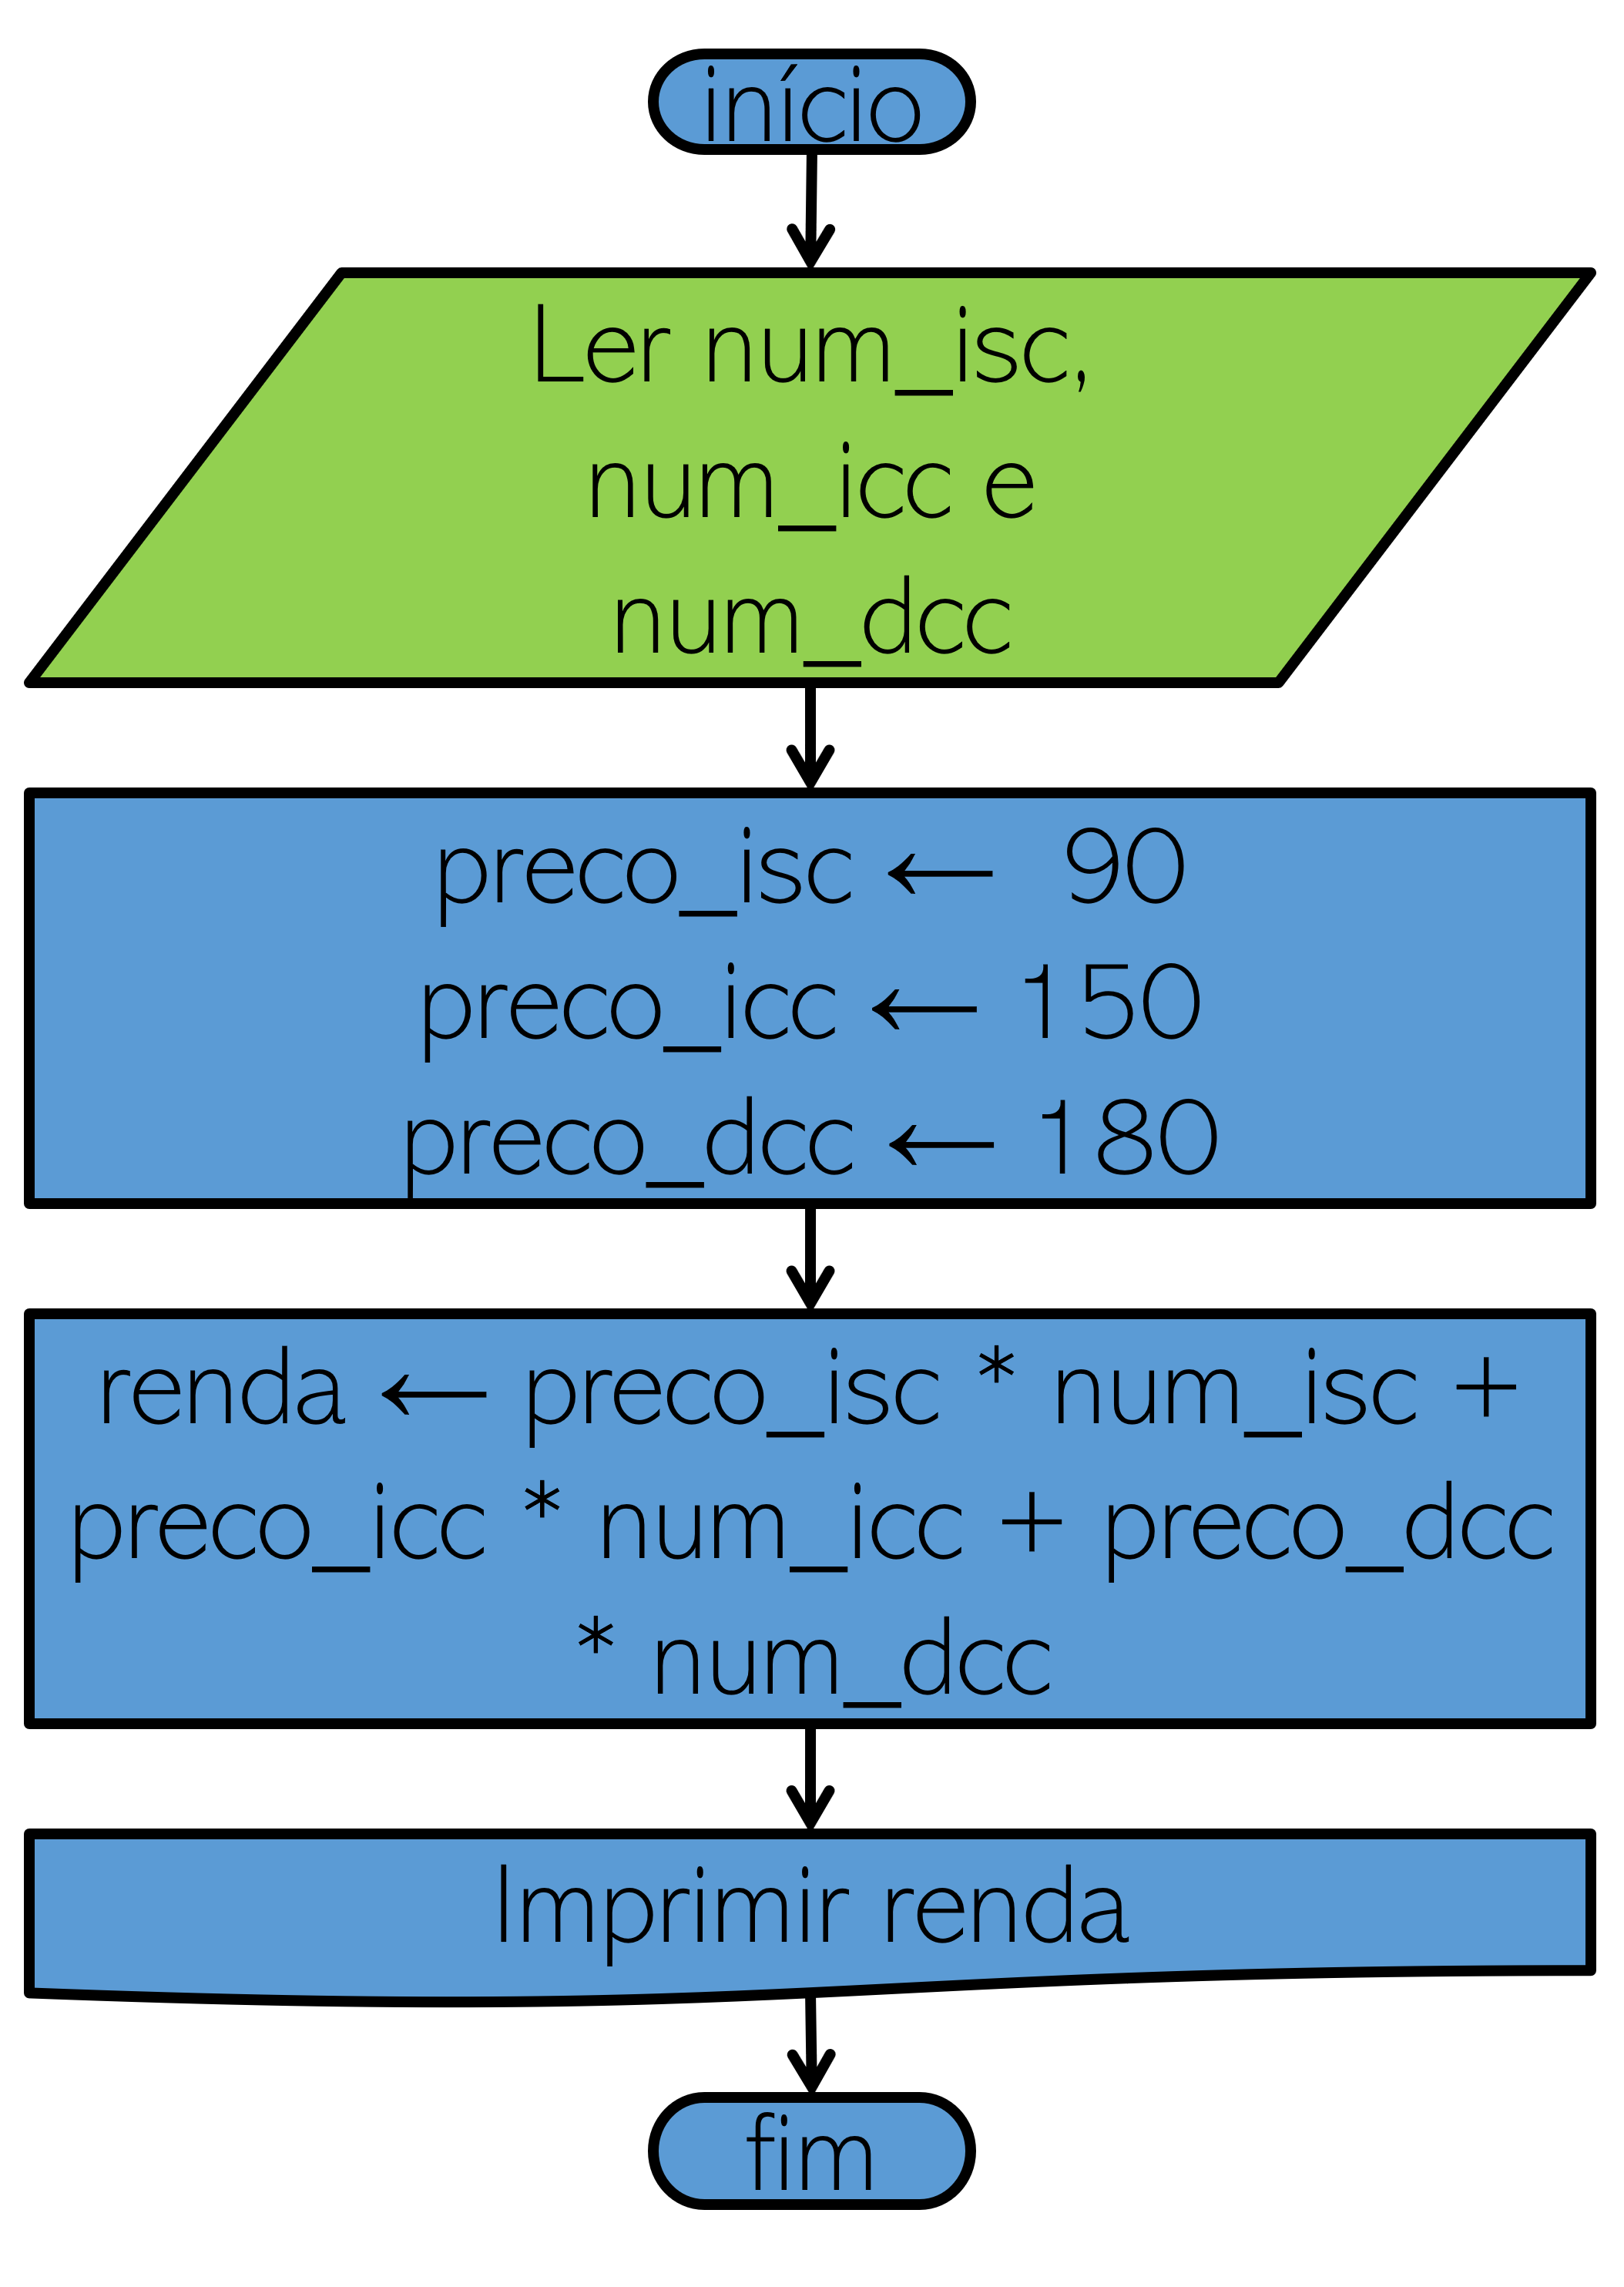 início
Ler num_isc,
num_icc e
num_dcc
preco_isc ← 90
preco_icc ← 150
preco_dcc ← 180
renda ← preco_isc * num_isc +
preco_icc * num_icc + preco_dcc
* num_dcc
Imprimir renda
fim